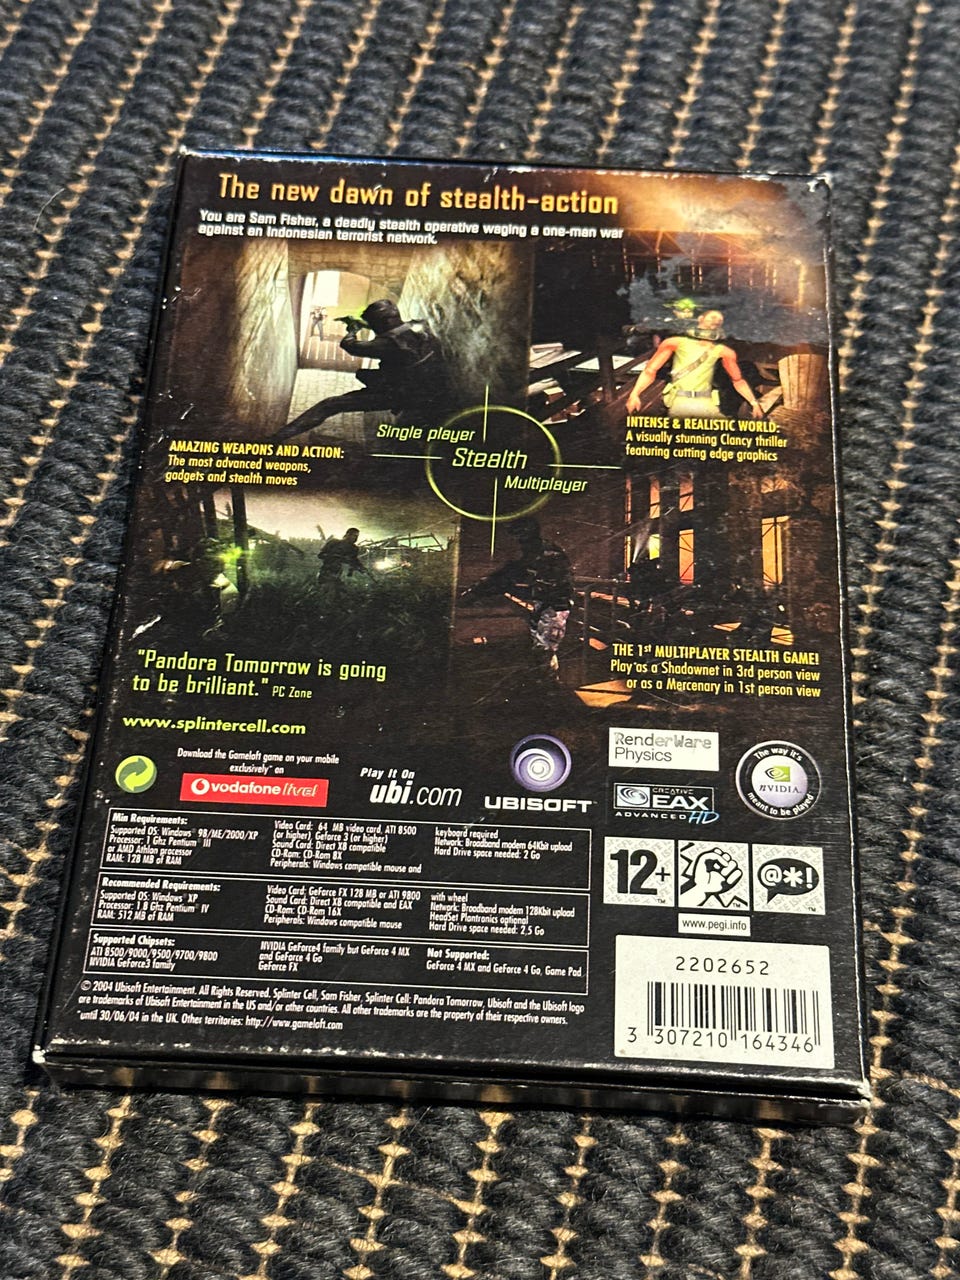 The new dawn of stealth-action
You are Sam Fisher, a deadly stealth operative waging a one-man war
against an Indonesian terrorist network.
Single player
Stealth
Multiplayer
AMAZING WEAPONS AND ACTION:
The most advanced weapons,
gadgets and stealth moves
INTENSE & REALISTIC WORLD:
A visually stunning Clancy thriller
featuring cutting edge graphics
"Pandora Tomorrow is going
to be brilliant." PC Zone
THE 1st MULTIPLAYER STEALTH GAME!
Play as a Shadownet in 3rd person view
or as a Mercenary in 1st person view
www.splintercell.com
Download the Gameloft game on your mobile
exclusively* on
vodafone live!
Play It On
ubi.com
UBISOFT
RenderWare
Physics
CREATIVE
EAX
ADVANCED HD
The way it's
nVIDIA.
meant to be played
Min Requirements:
Supported OS: Windows® 98/ME/2000/XP
Processor: 1 Ghz Pentium® III
or AMD Athlon processor
RAM: 128 MB of RAM
Video Card: 64 MB video card, ATI 8500
(or higher), Geforce 3 (or higher)
Sound Card: Direct X8 compatible
CD-Rom: CD-Rom 8X
Peripherals: Windows compatible mouse and
keyboard required
Network: Broadband modem 64Kbit upload
Hard Drive space needed: 2 Go
Recommended Requirements:
Supported OS: Windows® XP
Processor: 1,8 Ghz Pentium® IV
RAM: 512 MB of RAM
Video Card: GeForce FX 128 MB or ATI 9800
Sound Card: Direct X8 compatible and EAX
CD-Rom: CD-Rom 16X
Peripherals: Windows compatible mouse
with wheel
Network: Broadband modem 128Kbit upload
HeadSet Plantronics optional
Hard Drive space needed: 2,5 Go
Supported Chipsets:
ATI 8500/9000/9500/9700/9800
NVIDIA GeForce3 family
NVIDIA GeForce4 family but GeForce 4 MX
and GeForce 4 Go
GeForce FX
Not Supported:
GeForce 4 MX and GeForce 4 Go, Game Pad
12+
™
@*!
™
www.pegi.info
© 2004 Ubisoft Entertainment. All Rights Reserved. Splinter Cell, Sam Fisher, Splinter Cell: Pandora Tomorrow, Ubisoft and the Ubisoft logo
are trademarks of Ubisoft Entertainment in the US and/or other countries. All other trademarks are the property of their respective owners.
*until 30/06/04 in the UK. Other territories: http://www.gameloft.com
2202652
3 307210 164346